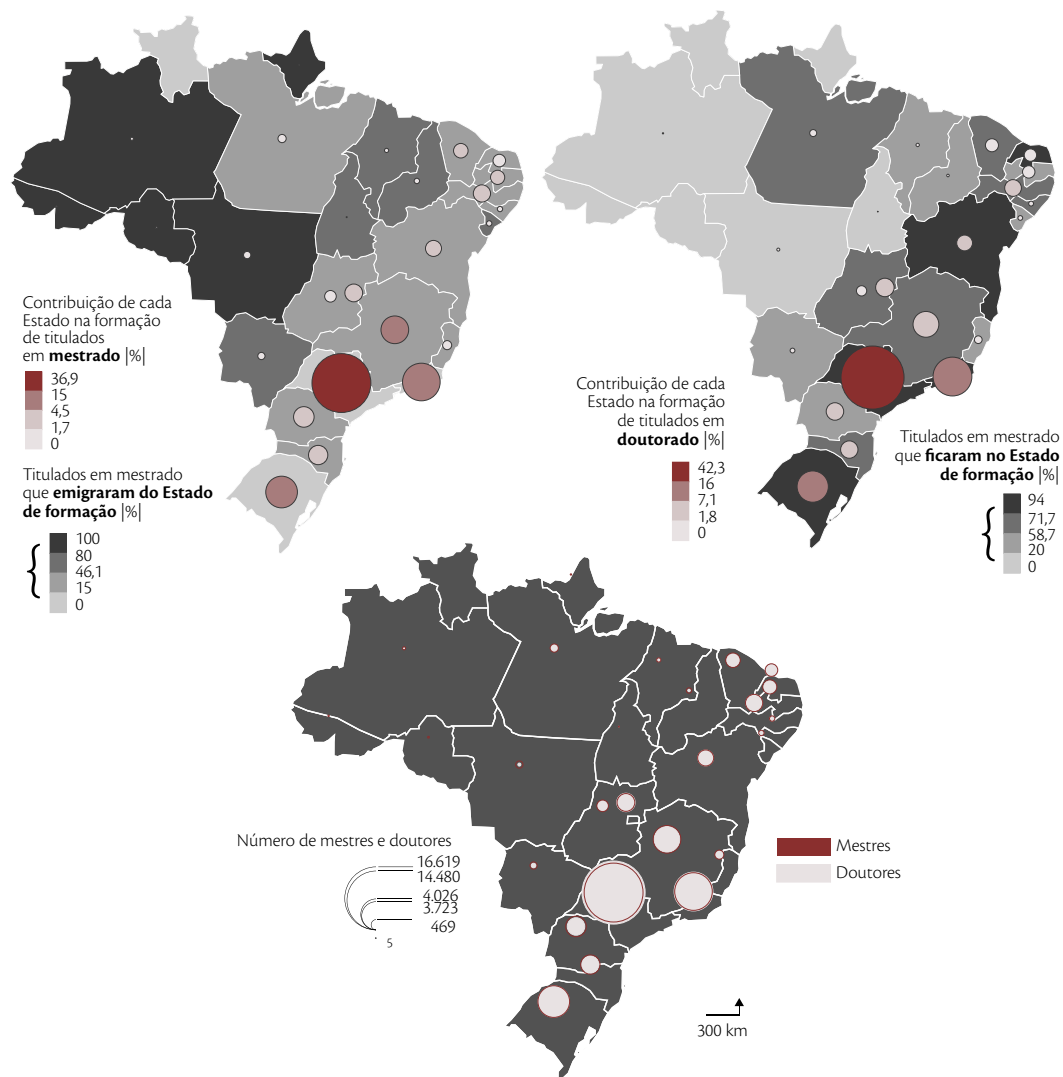 Contribuição de cada
Estado na formação
de titulados
em mestrado |%|
36,9
15
4,5
1,7
0
Titulados em mestrado
que emigraram do Estado
de formação |%|
100
80
46,1
15
0
Contribuição de cada
Estado na formação
de titulados em
doutorado |%|
42,3
16
7,1
1,8
0
Titulados em mestrado
que ficaram no Estado
de formação |%|
94
71,7
58,7
20
0
Número de mestres e doutores
16.619
14.480
4.026
3.723
469
5
Mestres
Doutores
300 km